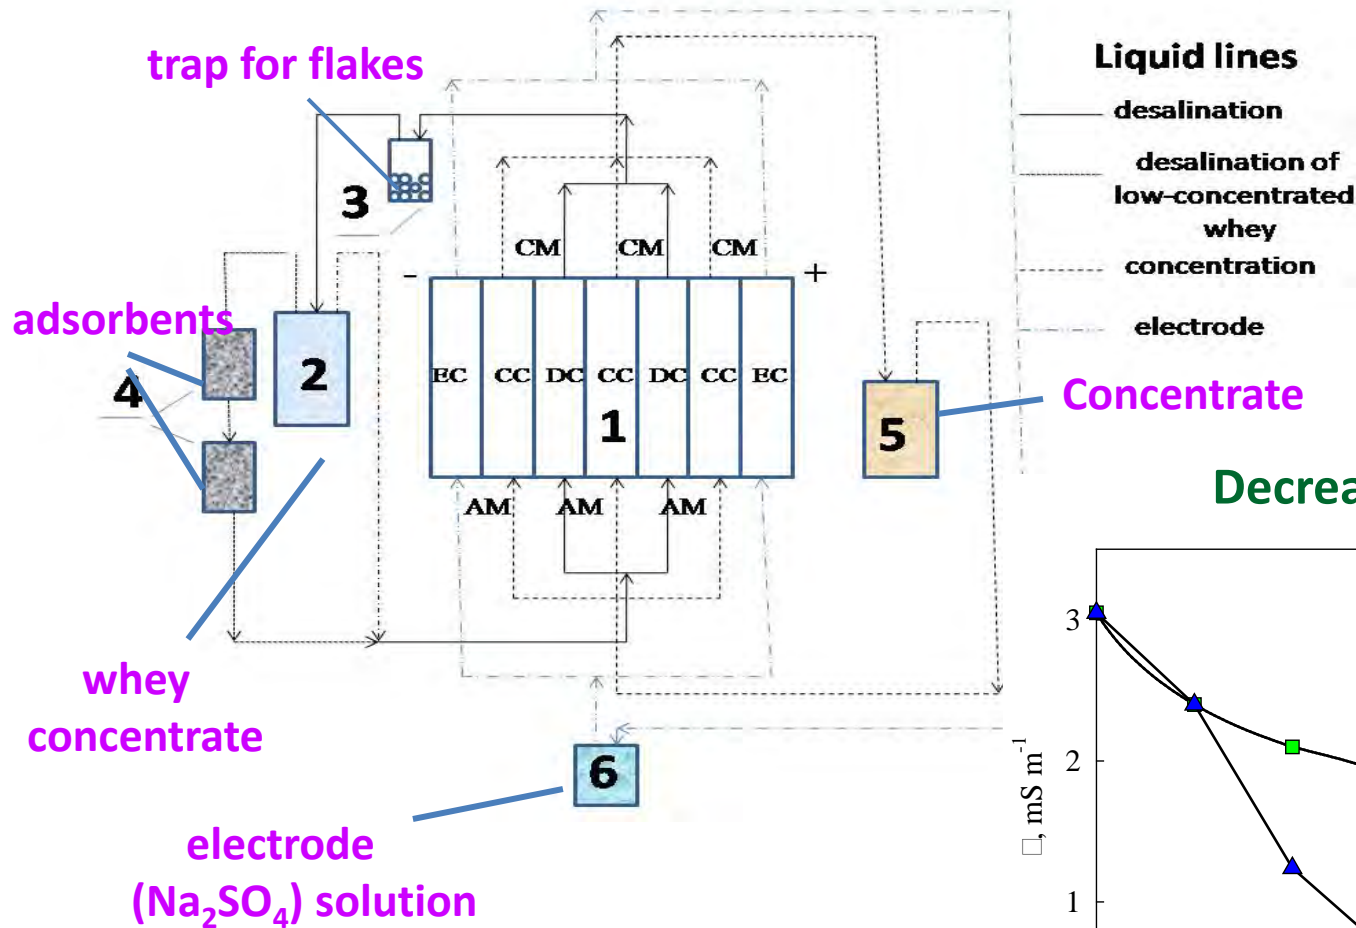 trap for flakes
Liquid lines
desalination
desalination of
low-concentrated
whey
concentration
electrode
3
CM CM CM
- +
adsorbents
4
2
EC CC DC CC DC CC EC
1
5
Concentrate
AM AM AM
Decrea
whey
concentrate
6
electrode
(Na₂SO₄) solution
3
2
1
□, mS m⁻¹